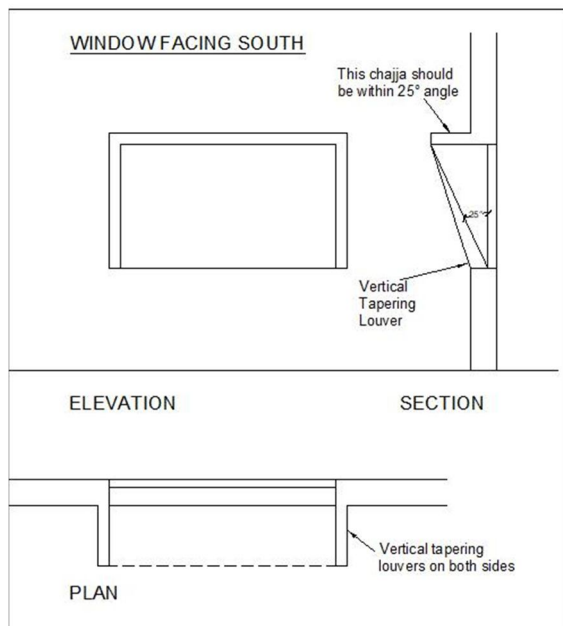 WINDOW FACING SOUTH
This chajja should
be within 25° angle
25°
Vertical
Tapering
Louver
ELEVATION
SECTION
Vertical tapering
louvers on both sides
PLAN